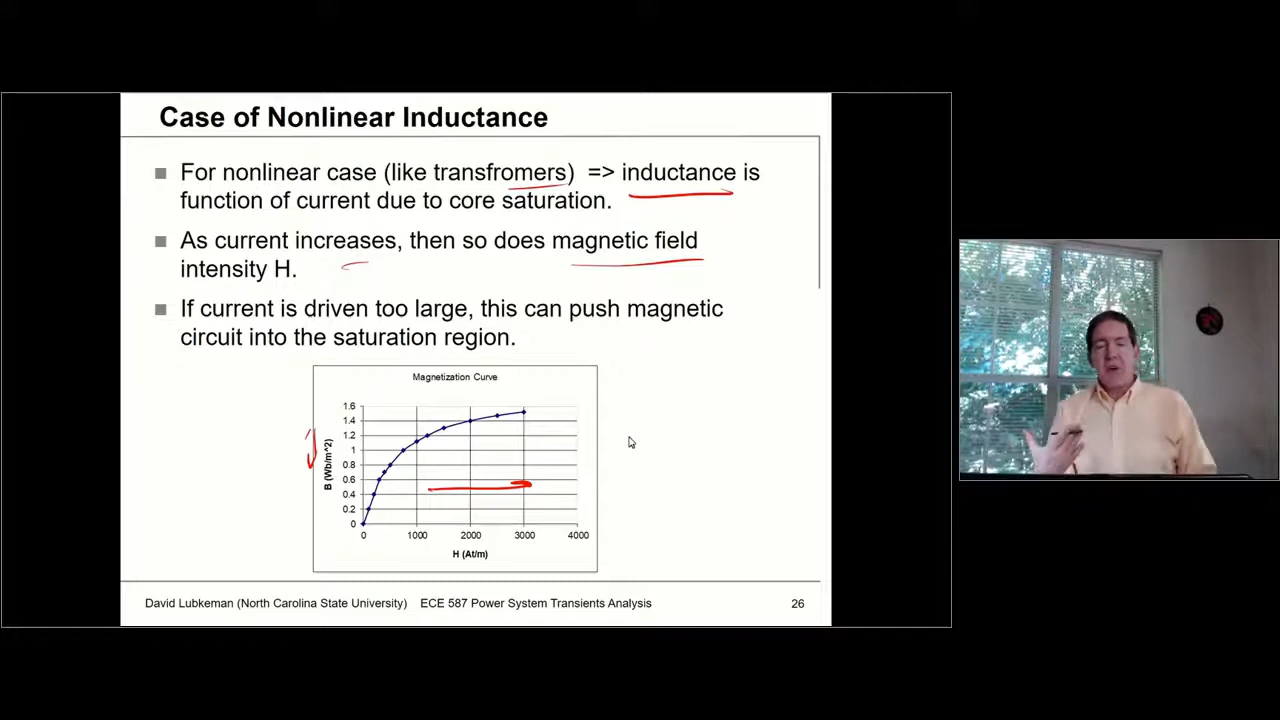 Case of Nonlinear Inductance
For nonlinear case (like transfromers) => inductance is
function of current due to core saturation.
As current increases, then so does magnetic field
intensity H.
If current is driven too large, this can push magnetic
circuit into the saturation region.
Magnetization Curve
1.6
1.4
1.2
1
0.8
0.6
0.4
0.2
0
B (Wb/m^2)
0 1000 2000 3000 4000
H (At/m)
David Lubkeman (North Carolina State University) ECE 587 Power System Transients Analysis 26